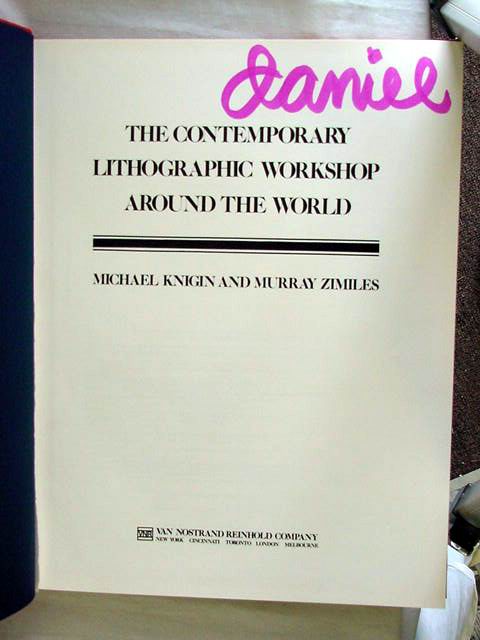 daniel
THE CONTEMPORARY
LITHOGRAPHIC WORKSHOP
AROUND THE WORLD
MICHAEL KNIGIN AND MURRAY ZIMILES
VNR VAN NOSTRAND REINHOLD COMPANY
NEW YORK CINCINNATI TORONTO LONDON MELBOURNE